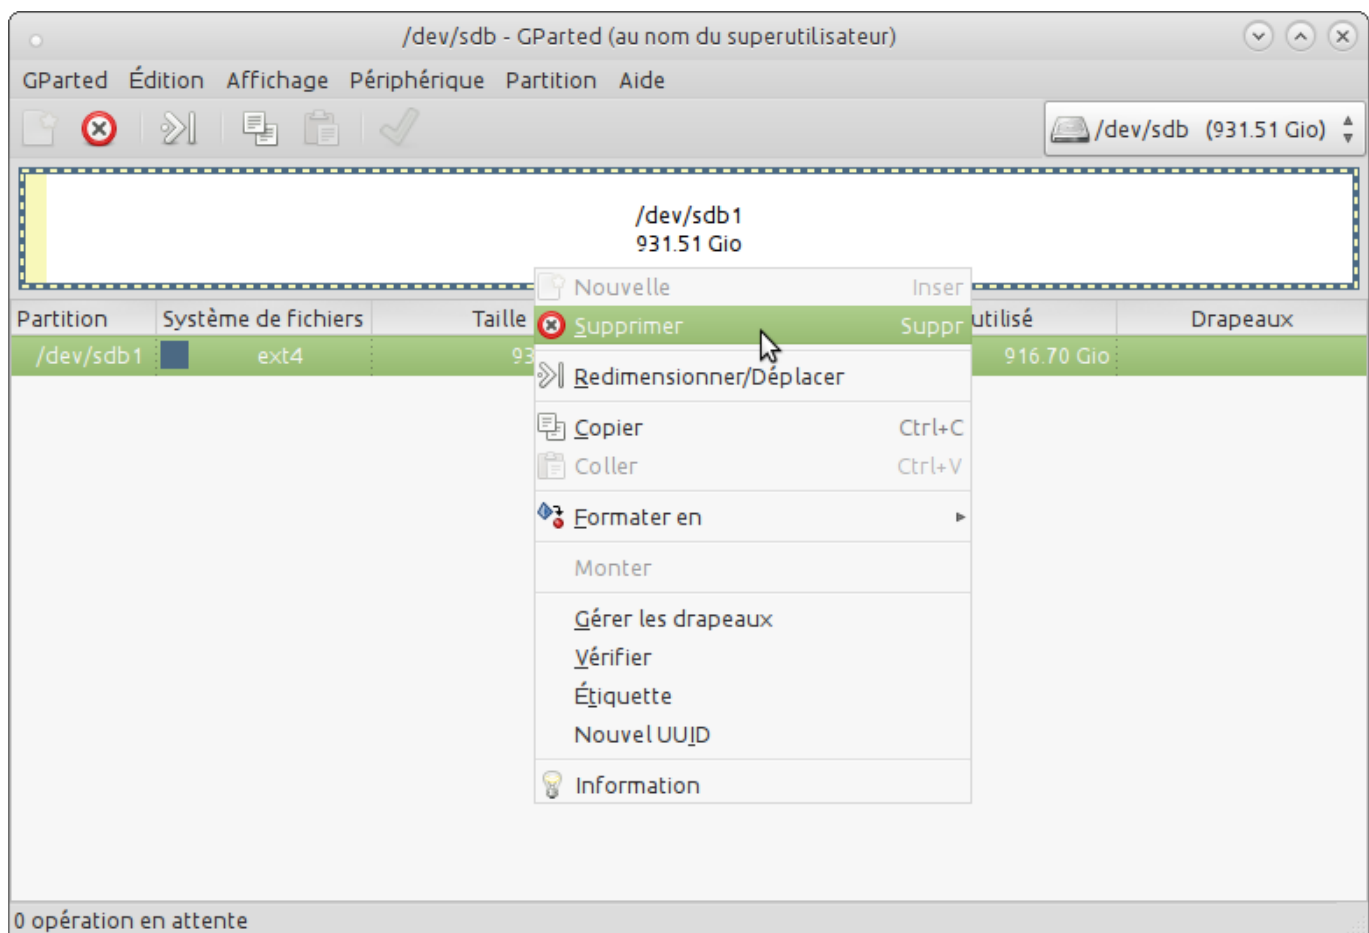 /dev/sdb - GParted (au nom du superutilisateur)
GParted Édition Affichage Périphérique Partition Aide
/dev/sdb (931.51 Gio)
/dev/sdb1
931.51 Gio
Partition Système de fichiers Taille utilisé Drapeaux
/dev/sdb1 ext4 93 916.70 Gio
Nouvelle Inser
Supprimer Suppr
Redimensionner/Déplacer
Copier Ctrl+C
Coller Ctrl+V
Formater en
Monter
Gérer les drapeaux
Vérifier
Étiquette
Nouvel UUID
Information
0 opération en attente